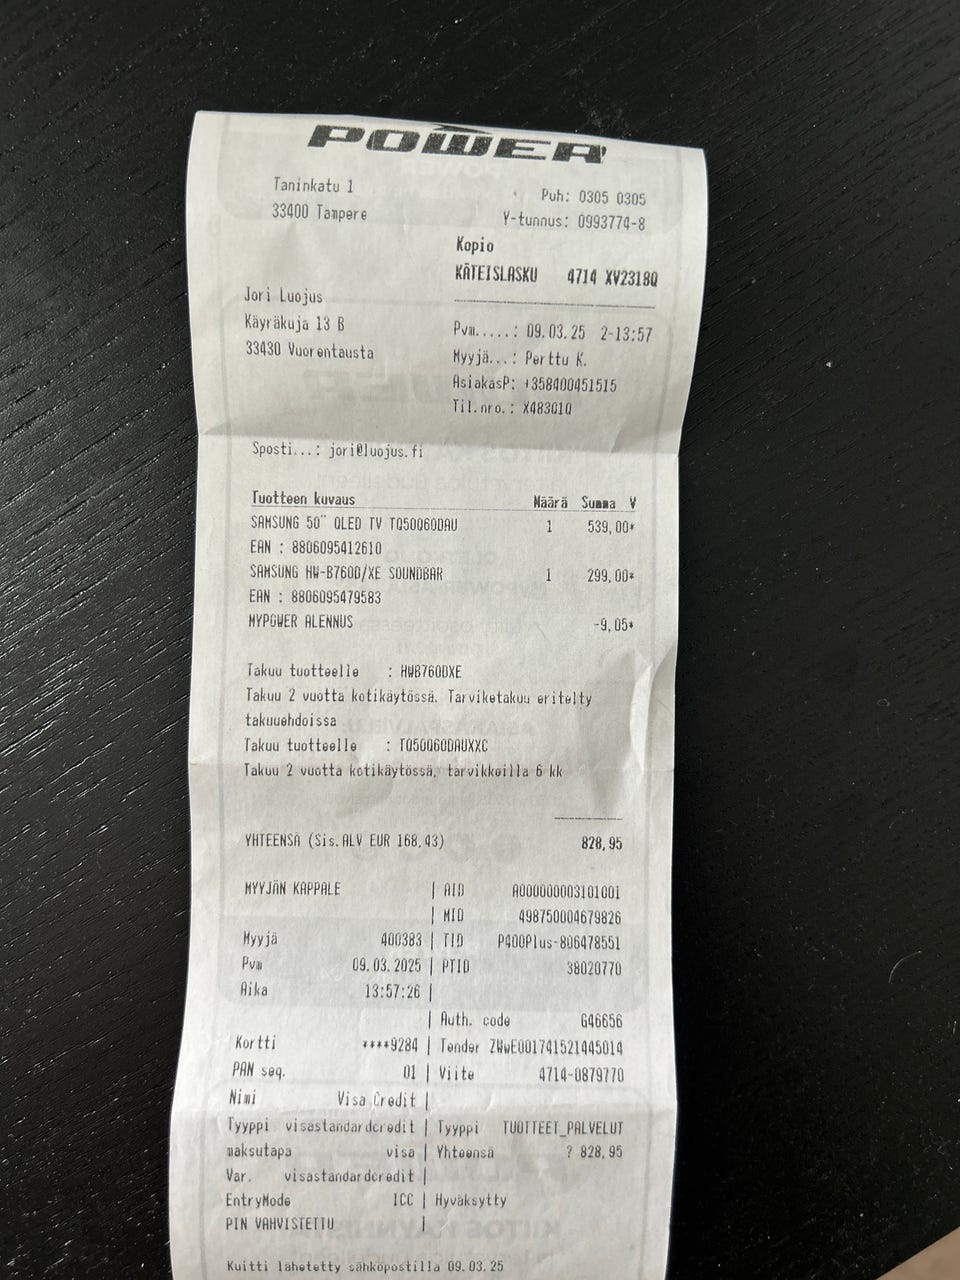 POWER
Taninkatu 1
33400 Tampere
Puh: 0305 0305
Y-tunnus: 0993774-8
Kopio
KÄTEISLASKU 4714 XV2318Q
Jori Luojus
Käyräkuja 13 B
33430 Vuorentausta
Pvm.....: 09.03.25 2-13:57
Myyjä...: Perttu K.
AsiakasP: +358400451515
Til.nro.: X48301Q
Sposti...: jori@luojus.fi
Tuotteen kuvaus Määrä Summa V
SAMSUNG 50" QLED TV TQ50Q60DAU 1 539,00*
EAN : 8806095412610
SAMSUNG HW-B760D/XE SOUNDBAR 1 299,00*
EAN : 8806095479583
MYPOWER ALENNUS -9,05*
Takuu tuotteelle : HWB760DXE
Takuu 2 vuotta kotikäytössä. Tarviketakuu eritelty
takuuehdoissa
Takuu tuotteelle : TQ50Q60DAUXXC
Takuu 2 vuotta kotikäytössä, tarvikkeilla 6 kk
YHTEENSÄ (Sis.ALV EUR 168,43) 828,95
MYYJÄN KAPPALE | AID A000000003101001
| MID 498750004679826
Myyjä 400383 | TID P400Plus-806478551
Pvm 09.03.2025 | PTID 38020770
Aika 13:57:26 |
| Auth. code G46656
Kortti ****9284 | Tender ZWwE001741521445014
PAN seq. 01 | Viite 4714-0879770
Nimi Visa Credit |
Tyyppi visastandardcredit | Tyyppi TUOTTEET_PALVELUT
maksutapa visa | Yhteensä ? 828,95
Var. visastandardcredit |
EntryMode ICC | Hyväksytty
PIN VAHVISTETTU |
Kuitti lähetetty sähköpostilla 09.03.25